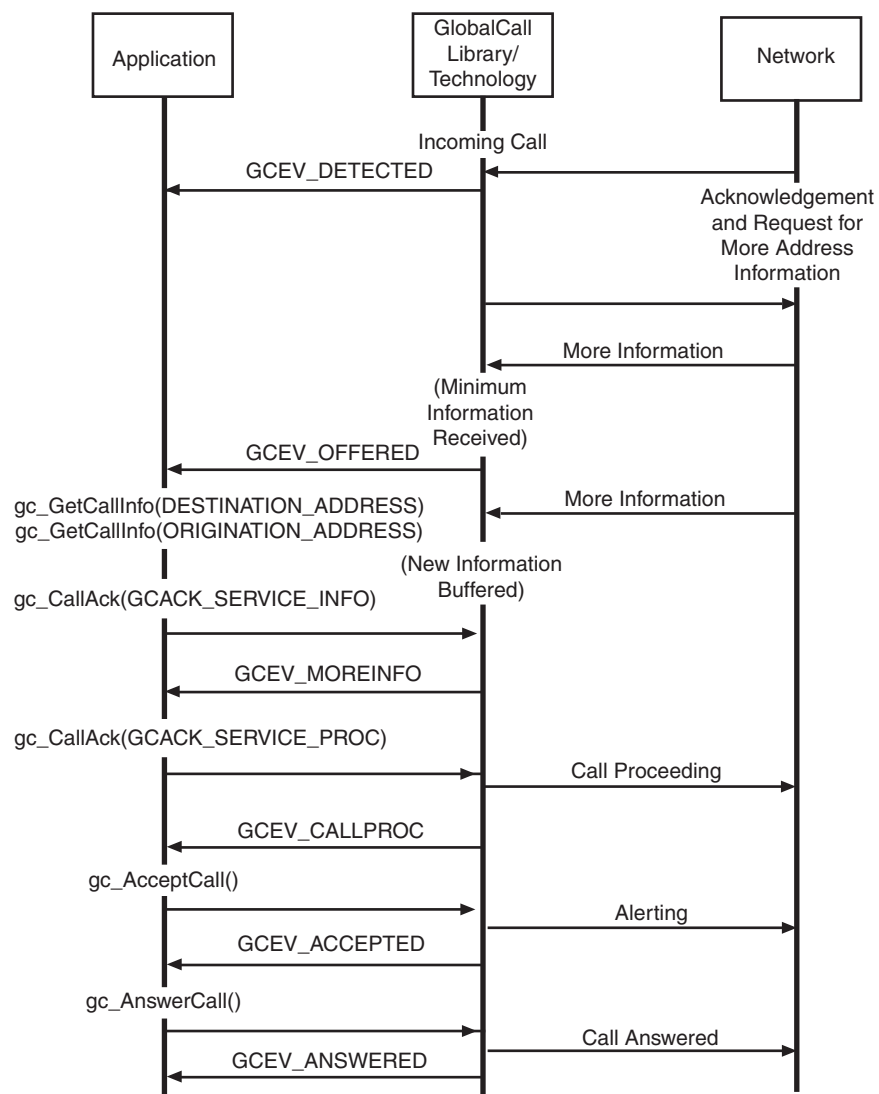 Application
GlobalCall
Library/
Technology
Network
Incoming Call
GCEV_DETECTED
Acknowledgement
and Request for
More Address
Information
More Information
(Minimum
Information
Received)
GCEV_OFFERED
gc_GetCallInfo(DESTINATION_ADDRESS)
gc_GetCallInfo(ORIGINATION_ADDRESS)
More Information
(New Information
Buffered)
gc_CallAck(GCACK_SERVICE_INFO)
GCEV_MOREINFO
gc_CallAck(GCACK_SERVICE_PROC)
Call Proceeding
GCEV_CALLPROC
gc_AcceptCall()
Alerting
GCEV_ACCEPTED
gc_AnswerCall()
Call Answered
GCEV_ANSWERED